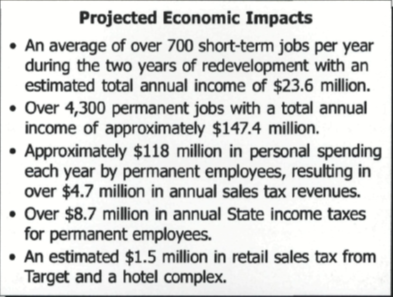 Projected Economic Impacts
• An average of over 700 short-term jobs per year
during the two years of redevelopment with an
estimated total annual income of $23.6 million.
• Over 4,300 permanent jobs with a total annual
income of approximately $147.4 million.
• Approximately $118 million in personal spending
each year by permanent employees, resulting in
over $4.7 million in annual sales tax revenues.
• Over $8.7 million in annual State income taxes
for permanent employees.
• An estimated $1.5 million in retail sales tax from
Target and a hotel complex.